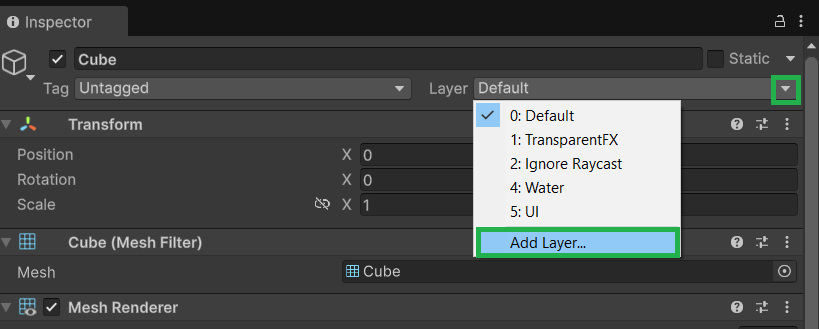 Inspector
Cube
Static
Tag Untagged
Layer Default
0: Default
1: TransparentFX
2: Ignore Raycast
4: Water
5: UI
Add Layer...
Transform
Position X 0
Rotation X 0
Scale X 1
Cube (Mesh Filter)
Mesh Cube
Mesh Renderer